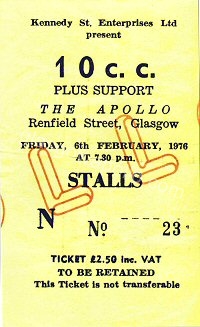 Kennedy St. Enterprises Ltd
present
10 c. c.
PLUS SUPPORT
THE APOLLO
Renfield Street, Glasgow
FRIDAY, 6th FEBRUARY, 1976
AT 7.30 p.m.
STALLS
N No ---- 23
TICKET £2.50 inc. VAT
TO BE RETAINED
This Ticket is not transferable